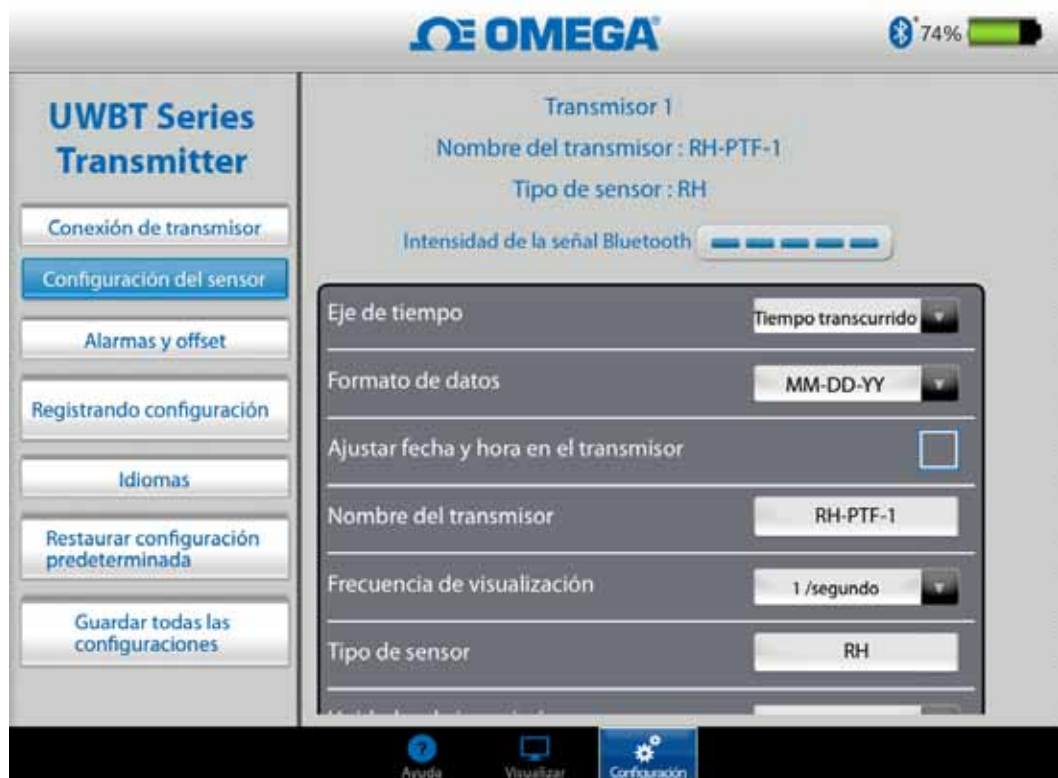 OMEGA
74%
UWBT Series
Transmitter
Conexión de transmisor
Configuración del sensor
Alarmas y offset
Registrando configuración
Idiomas
Restaurar configuración
predeterminada
Guardar todas las
configuraciones
Transmisor 1
Nombre del transmisor : RH-PTF-1
Tipo de sensor : RH
Intensidad de la señal Bluetooth
Eje de tiempo
Tiempo transcurrido
Formato de datos
MM-DD-YY
Ajustar fecha y hora en el transmisor
Nombre del transmisor
RH-PTF-1
Frecuencia de visualización
1 /segundo
Tipo de sensor
RH
Ayuda
Visualizar
Configuración